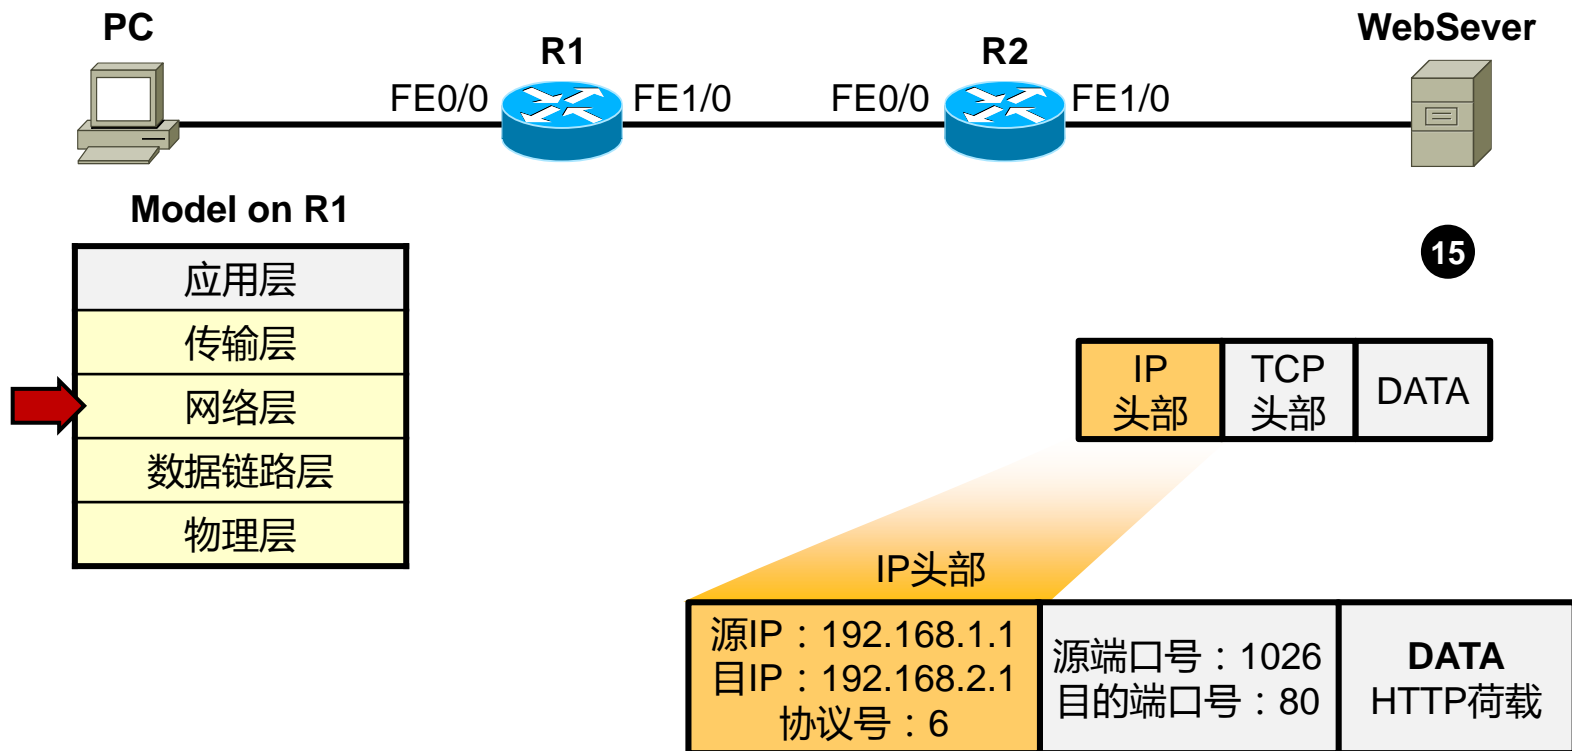 PC
R1
R2
WebSever
FE0/0
FE1/0
FE0/0
FE1/0
Model on R1
应用层
传输层
网络层
数据链路层
物理层
15
IP
头部
TCP
头部
DATA
IP头部
源IP：192.168.1.1
目IP：192.168.2.1
协议号：6
源端口号：1026
目的端口号：80
DATA
HTTP荷载